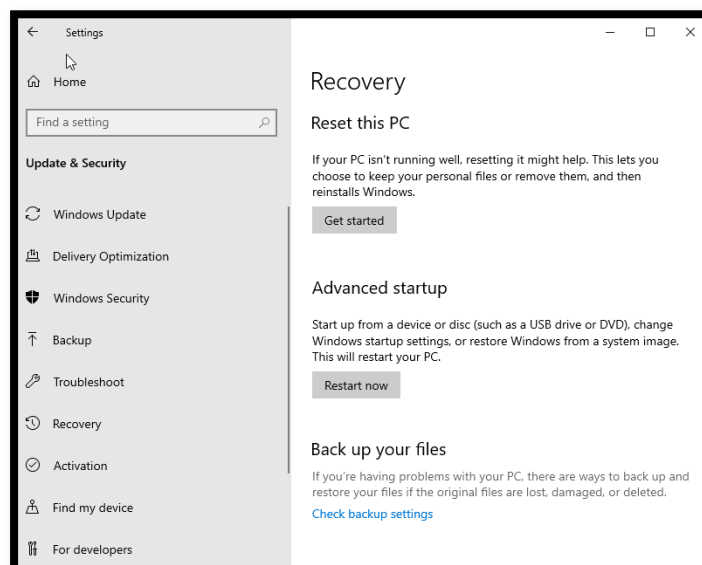 Settings
Home
Find a setting
Update & Security
Windows Update
Delivery Optimization
Windows Security
Backup
Troubleshoot
Recovery
Activation
Find my device
For developers
Recovery
Reset this PC
If your PC isn't running well, resetting it might help. This lets you
choose to keep your personal files or remove them, and then
reinstalls Windows.
Get started
Advanced startup
Start up from a device or disc (such as a USB drive or DVD), change
Windows startup settings, or restore Windows from a system image.
This will restart your PC.
Restart now
Back up your files
If you're having problems with your PC, there are ways to back up and
restore your files if the original files are lost, damaged, or deleted.
Check backup settings